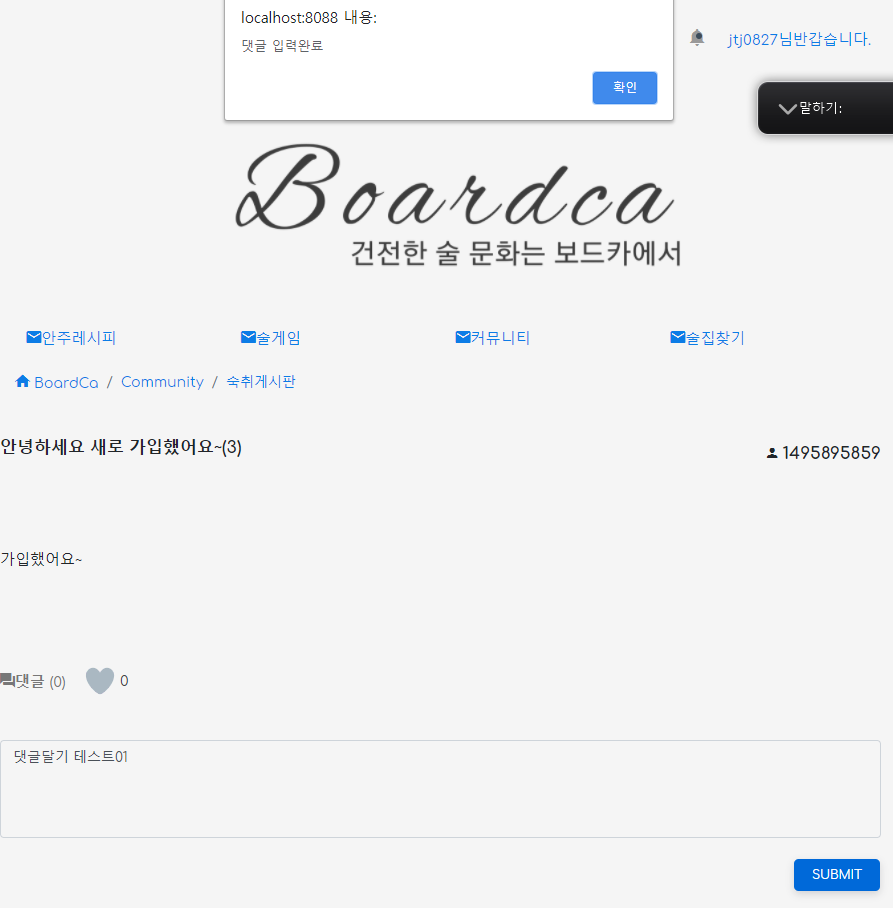 localhost:8088 내용:
댓글 입력완료
확인
jtj0827님반갑습니다.
말하기:
Boardca
건전한 술 문화는 보드카에서
안주레시피 술게임 커뮤니티 술집찾기
BoardCa / Community / 숙취게시판
안녕하세요 새로 가입했어요~(3)
1495895859
가입했어요~
댓글 (0) 0
댓글달기 테스트01
SUBMIT